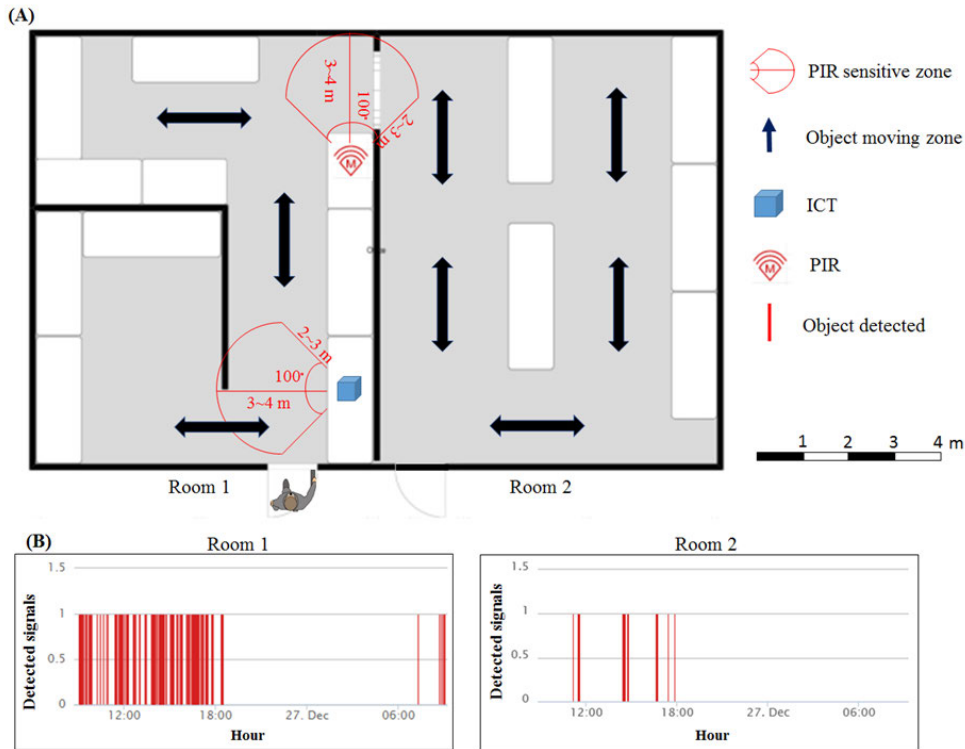 (A)
3~4 m
100°
2~3 m
M
2~3 m
100°
3~4 m
Room 1
Room 2
PIR sensitive zone
Object moving zone
ICT
M
PIR
Object detected
1 2 3 4 m
(B)
Room 1
1.5
1
0.5
0
Detected signals
12:00 18:00 27. Dec 06:00
Hour
Room 2
1.5
1
0.5
0
Detected signals
12:00 18:00 27. Dec 06:00
Hour